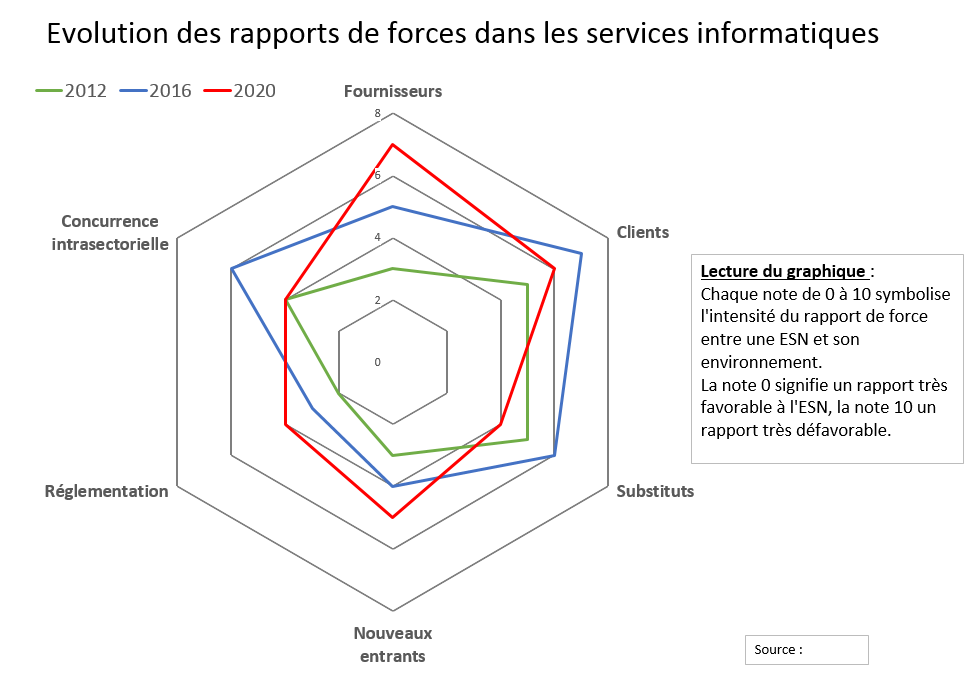 Evolution des rapports de forces dans les services informatiques
2012 2016 2020
Fournisseurs
8
6
4
2
0
Concurrence
intrasectorielle
Clients
Réglementation
Substituts
Nouveaux
entrants
Lecture du graphique :
Chaque note de 0 à 10 symbolise
l'intensité du rapport de force
entre une ESN et son
environnement.
La note 0 signifie un rapport très
favorable à l'ESN, la note 10 un
rapport très défavorable.
Source :